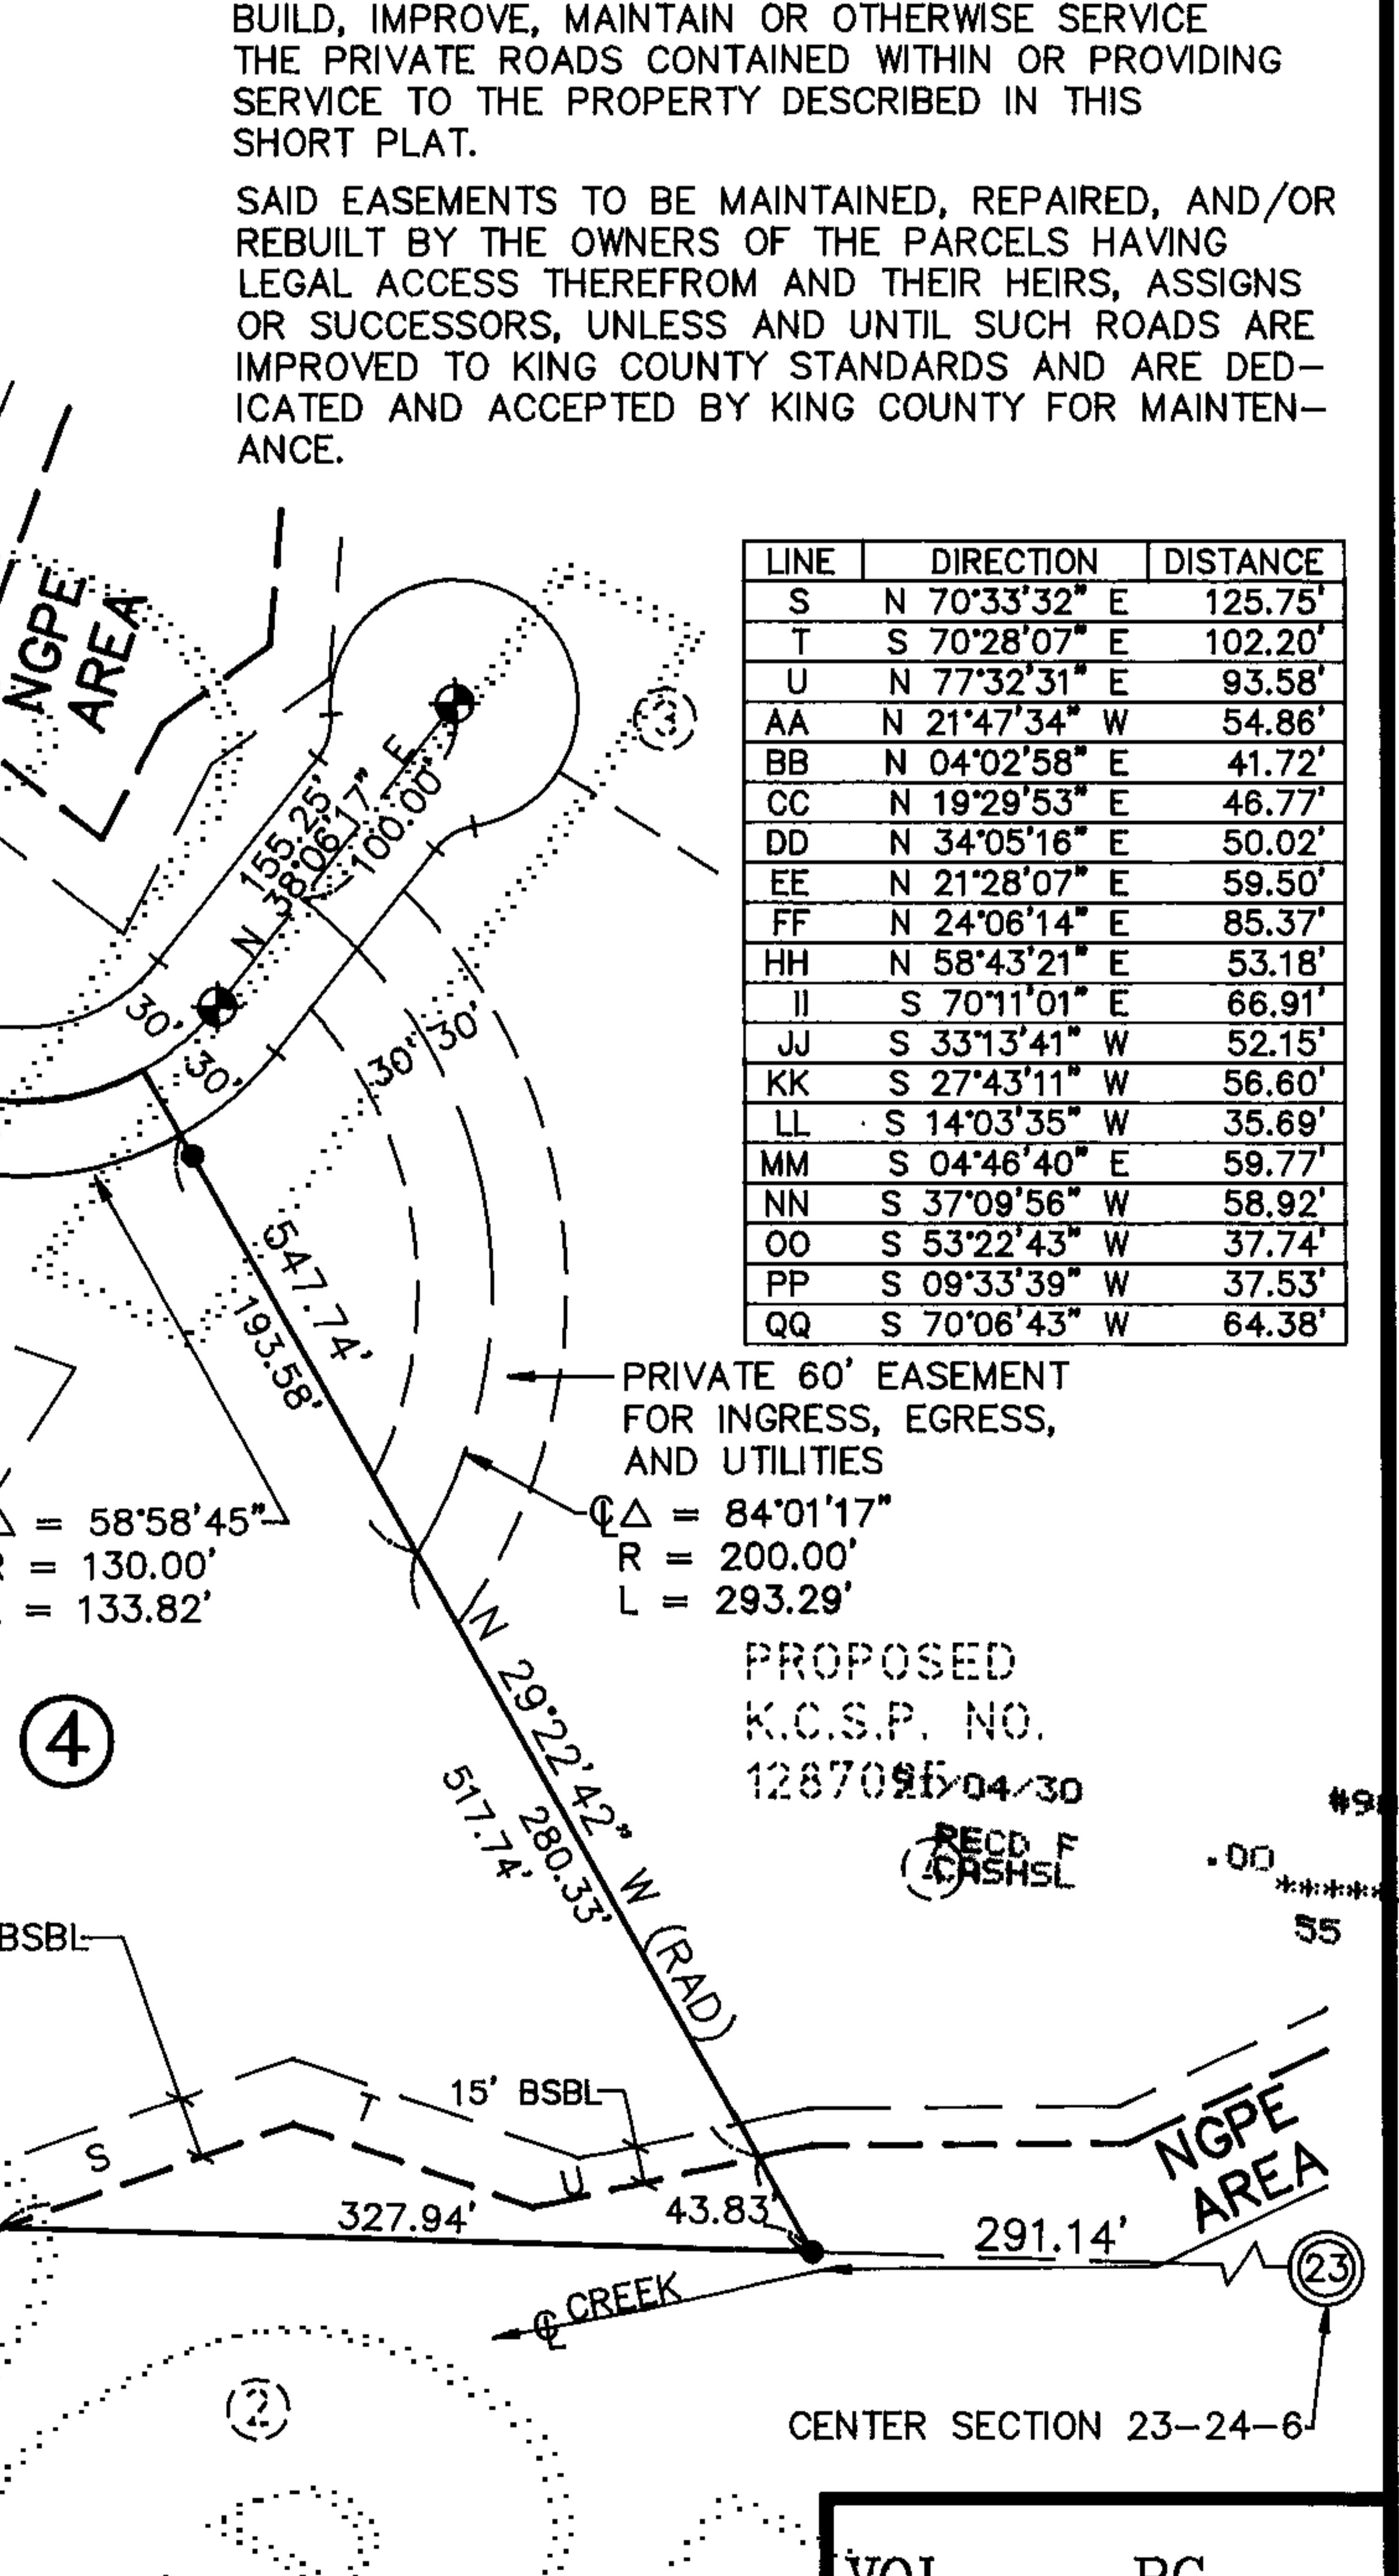 BUILD, IMPROVE, MAINTAIN OR OTHERWISE SERVICE
THE PRIVATE ROADS CONTAINED WITHIN OR PROVIDING
SERVICE TO THE PROPERTY DESCRIBED IN THIS
SHORT PLAT.
SAID EASEMENTS TO BE MAINTAINED, REPAIRED, AND/OR
REBUILT BY THE OWNERS OF THE PARCELS HAVING
LEGAL ACCESS THEREFROM AND THEIR HEIRS, ASSIGNS
OR SUCCESSORS, UNLESS AND UNTIL SUCH ROADS ARE
IMPROVED TO KING COUNTY STANDARDS AND ARE DED-
ICATED AND ACCEPTED BY KING COUNTY FOR MAINTEN-
ANCE.
NGPE
AREA
LINE DIRECTION DISTANCE
S N 70°33'32" E 125.75'
T S 70°28'07" E 102.20'
U N 77°32'31" E 93.58'
AA N 21°47'34" W 54.86'
BB N 04°02'58" E 41.72'
CC N 19°29'53" E 46.77'
DD N 34°05'16" E 50.02'
EE N 21°28'07" E 59.50'
FF N 24°06'14" E 85.37'
HH N 58°43'21" E 53.18'
II S 70°11'01" E 66.91'
JJ S 33°13'41" W 52.15'
KK S 27°43'11" W 56.60'
LL S 14°03'35" W 35.69'
MM S 04°46'40" E 59.77'
NN S 37°09'56" W 58.92'
OO S 53°22'43" W 37.74'
PP S 09°33'39" W 37.53'
QQ S 70°06'43" W 64.38'
3
155.25'
N 38°06'17" E
100.00'
30'
30'
30'
30'
547.74'
193.58'
PRIVATE 60' EASEMENT
FOR INGRESS, EGRESS,
AND UTILITIES
Δ = 58°58'45"
R = 130.00'
= 133.82'
℄ Δ = 84°01'17"
R = 200.00'
L = 293.29'
N 29°22'42" W (RAD)
280.33'
517.74'
PROPOSED
K.C.S.P. NO.
/04/30
4
RECD F
CASHSL
.00
55
BSBL
15' BSBL
S
T
U
NGPE
AREA
327.94'
43.83'
291.14'
23
℄ CREEK
2
CENTER SECTION 23-24-6